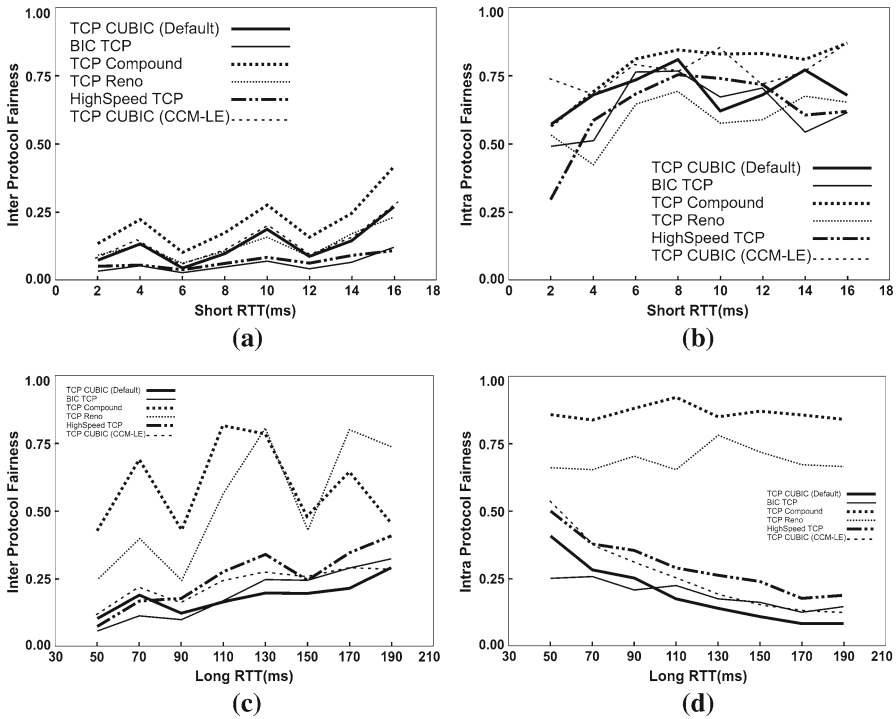 1.00
0.75
0.50
0.25
0.00
Inter Protocol Fairness
TCP CUBIC (Default)
BIC TCP
TCP Compound
TCP Reno
HighSpeed TCP
TCP CUBIC (CCM-LE)
0 2 4 6 8 10 12 14 16 18
Short RTT(ms)
(a)
1.00
0.75
0.50
0.25
0.00
Intra Protocol Fairness
TCP CUBIC (Default)
BIC TCP
TCP Compound
TCP Reno
HighSpeed TCP
TCP CUBIC (CCM-LE)
0 2 4 6 8 10 12 14 16 18
Short RTT(ms)
(b)
1.00
0.75
0.50
0.25
0.00
Inter Protocol Fairness
TCP CUBIC (Default)
BIC TCP
TCP Compound
TCP Reno
HighSpeed TCP
TCP CUBIC (CCM-LE)
30 50 70 90 110 130 150 170 190 210
Long RTT(ms)
(c)
1.00
0.75
0.50
0.25
0.00
Intra Protocol Fairness
TCP CUBIC (Default)
BIC TCP
TCP Compound
TCP Reno
HighSpeed TCP
TCP CUBIC (CCM-LE)
30 50 70 90 110 130 150 170 190 210
Long RTT(ms)
(d)